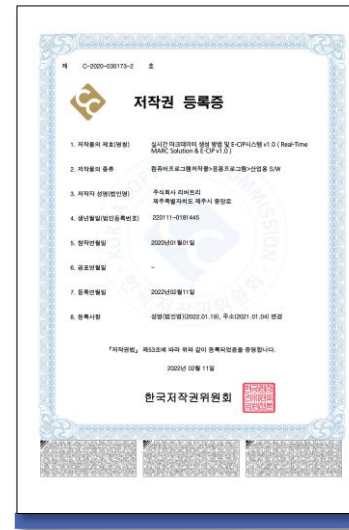 제 C-2020-030173-2 호
저작권 등록증
1. 저작물의 제호(명칭) 실시간 마크데이터 생성 방법 및 E-CIP시스템 v1.0 ( Real-Time
MARC Solution & E-CIP v1.0 )
2. 저작물의 종류 컴퓨터프로그램저작물>응용프로그램>산업용 S/W
3. 저작자 성명(법인명) 주식회사 리버트리
제주특별자치도 제주시 중앙로
4. 생년월일(법인등록번호) 220111-0181445
5. 창작연월일 2020년01월01일
6. 공표연월일 -
7. 등록연월일 2022년02월11일
8. 등록사항 성명(법인명)(2022.01.18), 주소(2021.01.04) 변경
『저작권법』 제53조에 따라 위와 같이 등록되었음을 증명합니다.
2022년 02월 11일
한국저작권위원회